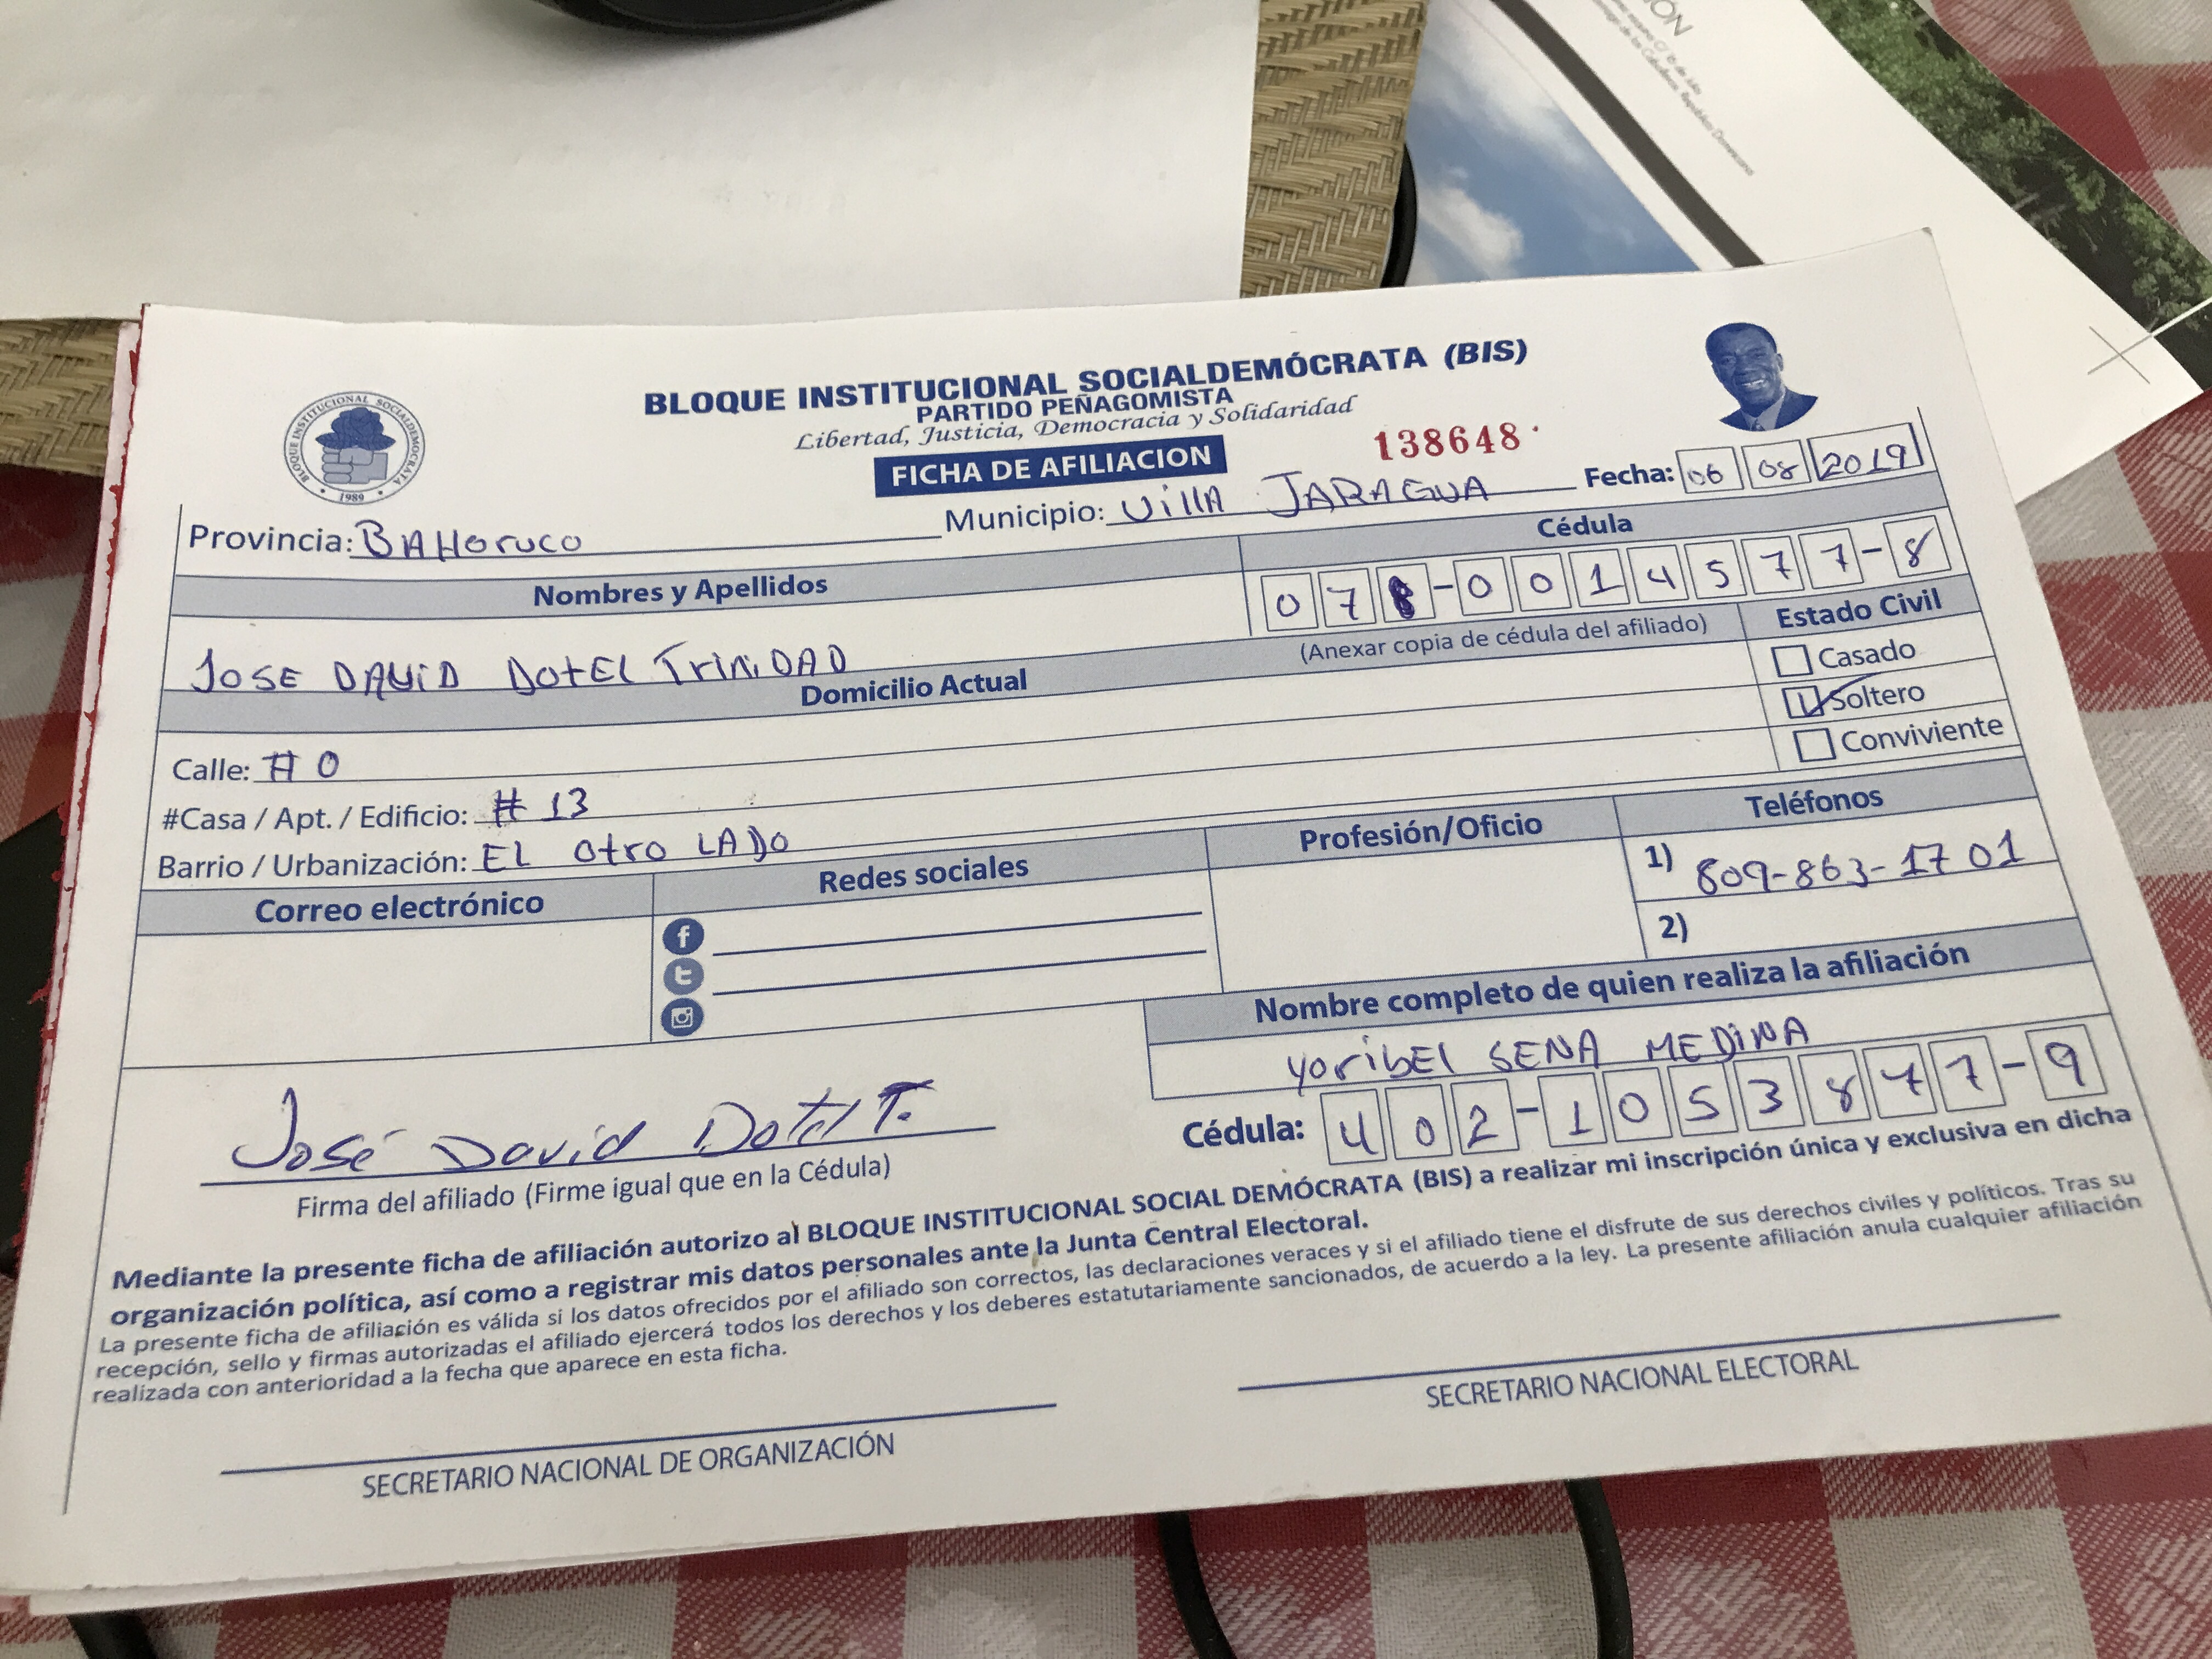 IÓN
BLOQUE INSTITUCIONAL SOCIALDEMOCRATA
1989
BLOQUE INSTITUCIONAL SOCIALDEMÓCRATA (BIS)
PARTIDO PEÑAGOMISTA
Libertad, Justicia, Democracia y Solidaridad
138648
FICHA DE AFILIACION
Fecha: 06 08 2019
Provincia: BAHoruco Municipio: Villa JARAGUA
Nombres y Apellidos Cédula
07 -0014577-8
JOSE DAVID DotEl TriniDAD (Anexar copia de cédula del afiliado) Estado Civil
Domicilio Actual Casado
Soltero
Calle: # 0 Conviviente
#Casa / Apt. / Edificio: # 13
Barrio / Urbanización: EL Otro LADO
Correo electrónico Redes sociales Profesión/Oficio Teléfonos
1) 809-863-1701
2)
Nombre completo de quien realiza la afiliación
YoribEl SENA MEDiNA
Cédula: 402-1053877-9
José David Dotel T.
Firma del afiliado (Firme igual que en la Cédula)
Mediante la presente ficha de afiliación autorizo al BLOQUE INSTITUCIONAL SOCIAL DEMÓCRATA (BIS) a realizar mi inscripción única y exclusiva en dicha
organización política, así como a registrar mis datos personales ante la Junta Central Electoral.
La presente ficha de afiliación es válida si los datos ofrecidos por el afiliado son correctos, las declaraciones veraces y si el afiliado tiene el disfrute de sus derechos civiles y políticos. Tras su
recepción, sello y firmas autorizadas el afiliado ejercerá todos los derechos y los deberes estatutariamente sancionados, de acuerdo a la ley. La presente afiliación anula cualquier afiliación
realizada con anterioridad a la fecha que aparece en esta ficha.
SECRETARIO NACIONAL DE ORGANIZACIÓN
SECRETARIO NACIONAL ELECTORAL